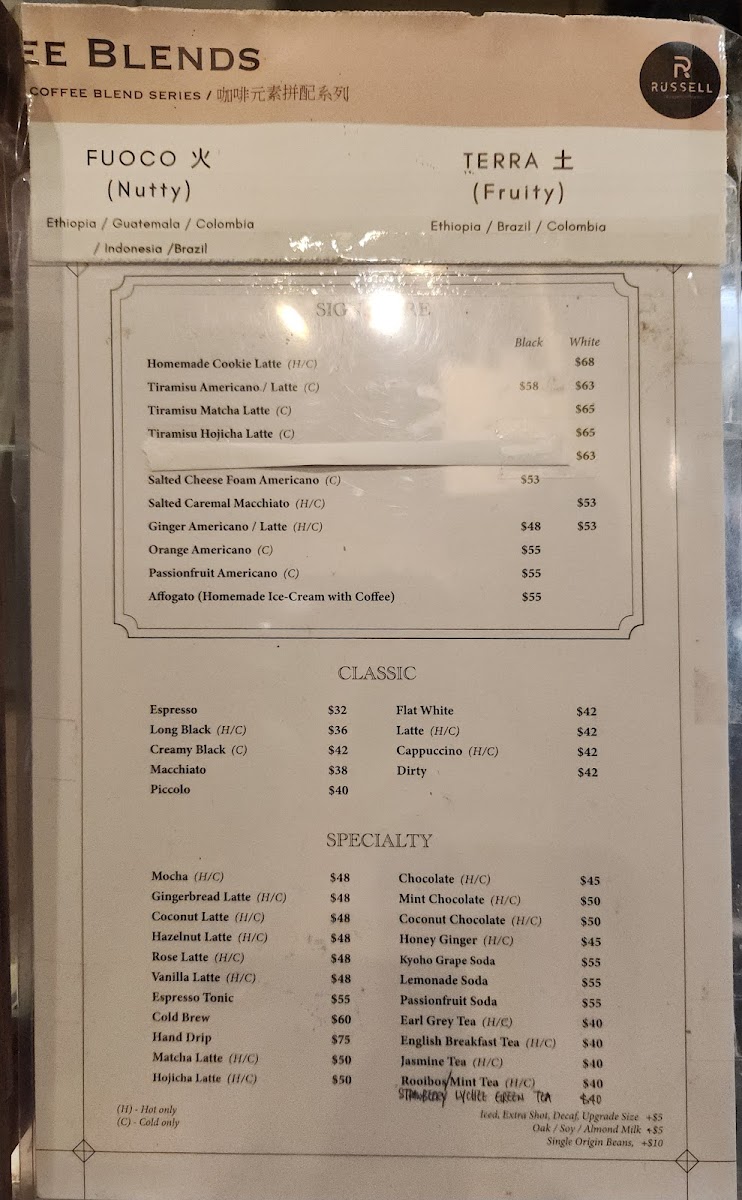 EE BLENDS
COFFEE BLEND SERIES / 咖啡元素拼配系列
R
RUSSELL
FUOCO 火
(Nutty)
Ethiopia / Guatemala / Colombia
/ Indonesia /Brazil
TERRA 土
(Fruity)
Ethiopia / Brazil / Colombia
Black White
Homemade Cookie Latte (H/C) $68
Tiramisu Americano / Latte (C) $58 $63
Tiramisu Matcha Latte (C) $65
Tiramisu Hojicha Latte (C) $65
$63
Salted Cheese Foam Americano (C) $53
Salted Caremal Macchiato (H/C) $53
Ginger Americano / Latte (H/C) $48 $53
Orange Americano (C) $55
Passionfruit Americano (C) $55
Affogato (Homemade Ice-Cream with Coffee) $55
CLASSIC
Espresso $32
Long Black (H/C) $36
Creamy Black (C) $42
Macchiato $38
Piccolo $40
Flat White $42
Latte (H/C) $42
Cappuccino (H/C) $42
Dirty $42
SPECIALTY
Mocha (H/C) $48
Gingerbread Latte (H/C) $48
Coconut Latte (H/C) $48
Hazelnut Latte (H/C) $48
Rose Latte (H/C) $48
Vanilla Latte (H/C) $48
Espresso Tonic $55
Cold Brew $60
Hand Drip $75
Matcha Latte (H/C) $50
Hojicha Latte (H/C) $50
Chocolate (H/C) $45
Mint Chocolate (H/C) $50
Coconut Chocolate (H/C) $50
Honey Ginger (H/C) $45
Kyoho Grape Soda $55
Lemonade Soda $55
Passionfruit Soda $55
Earl Grey Tea (H/C) $40
English Breakfast Tea (H/C) $40
Jasmine Tea (H/C) $40
Rooibos/Mint Tea (H/C) $40
LYCHEE GREEN TEA $40
(H) - Hot only
(C) - Cold only
Iced, Extra Shot, Decaf, Upgrade Size +$5
Oak / Soy / Almond Milk +$5
Single Origin Beans, +$10